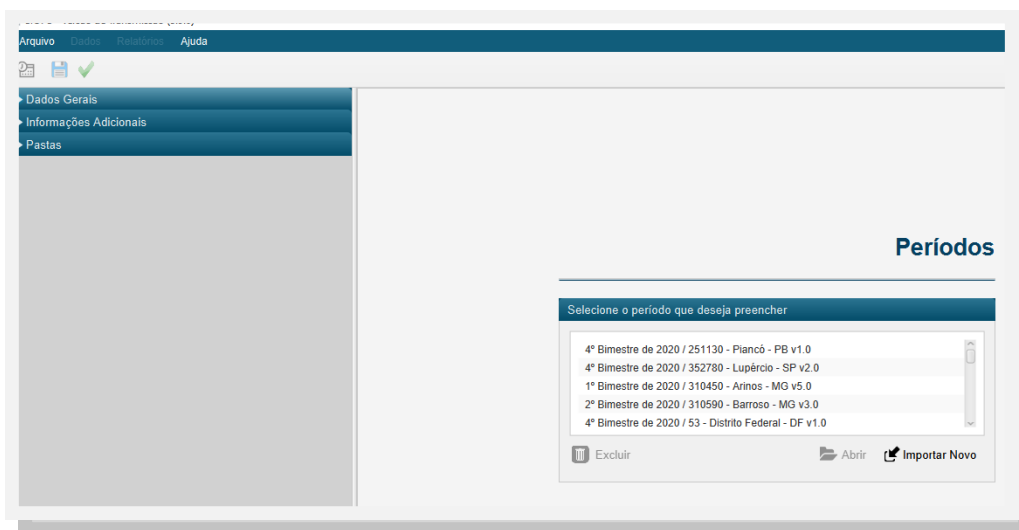 Arquivo Dados Relatórios Ajuda
Dados Gerais
Informações Adicionais
Pastas
Períodos
Selecione o período que deseja preencher
4º Bimestre de 2020 / 251130 - Piancó - PB v1.0
4º Bimestre de 2020 / 352780 - Lupércio - SP v2.0
1º Bimestre de 2020 / 310450 - Arinos - MG v5.0
2º Bimestre de 2020 / 310590 - Barroso - MG v3.0
4º Bimestre de 2020 / 53 - Distrito Federal - DF v1.0
Excluir Abrir Importar Novo